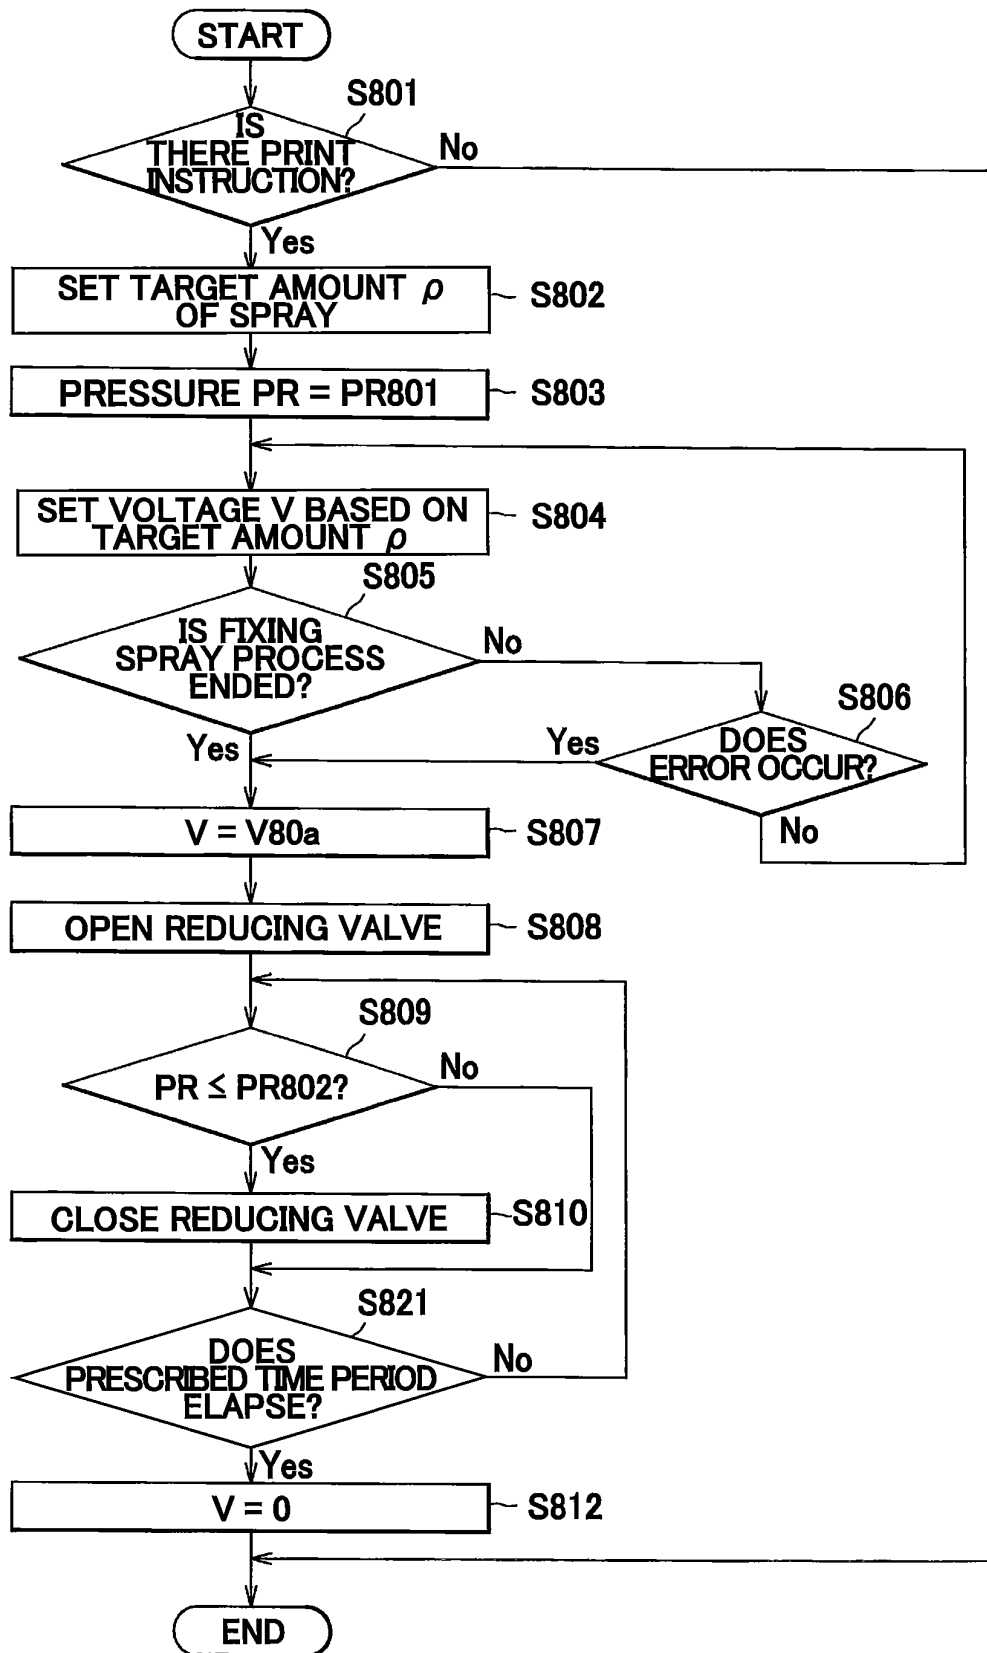 START
S801
IS
THERE PRINT
INSTRUCTION?
No
Yes
SET TARGET AMOUNT ρ
OF SPRAY
S802
PRESSURE PR = PR801
S803
SET VOLTAGE V BASED ON
TARGET AMOUNT ρ
S804
S805
IS FIXING
SPRAY PROCESS
ENDED?
No
Yes
S806
DOES
ERROR OCCUR?
Yes
No
V = V80a
S807
OPEN REDUCING VALVE
S808
S809
PR ≤ PR802?
No
Yes
CLOSE REDUCING VALVE
S810
S821
DOES
PRESCRIBED TIME PERIOD
ELAPSE?
No
Yes
V = 0
S812
END